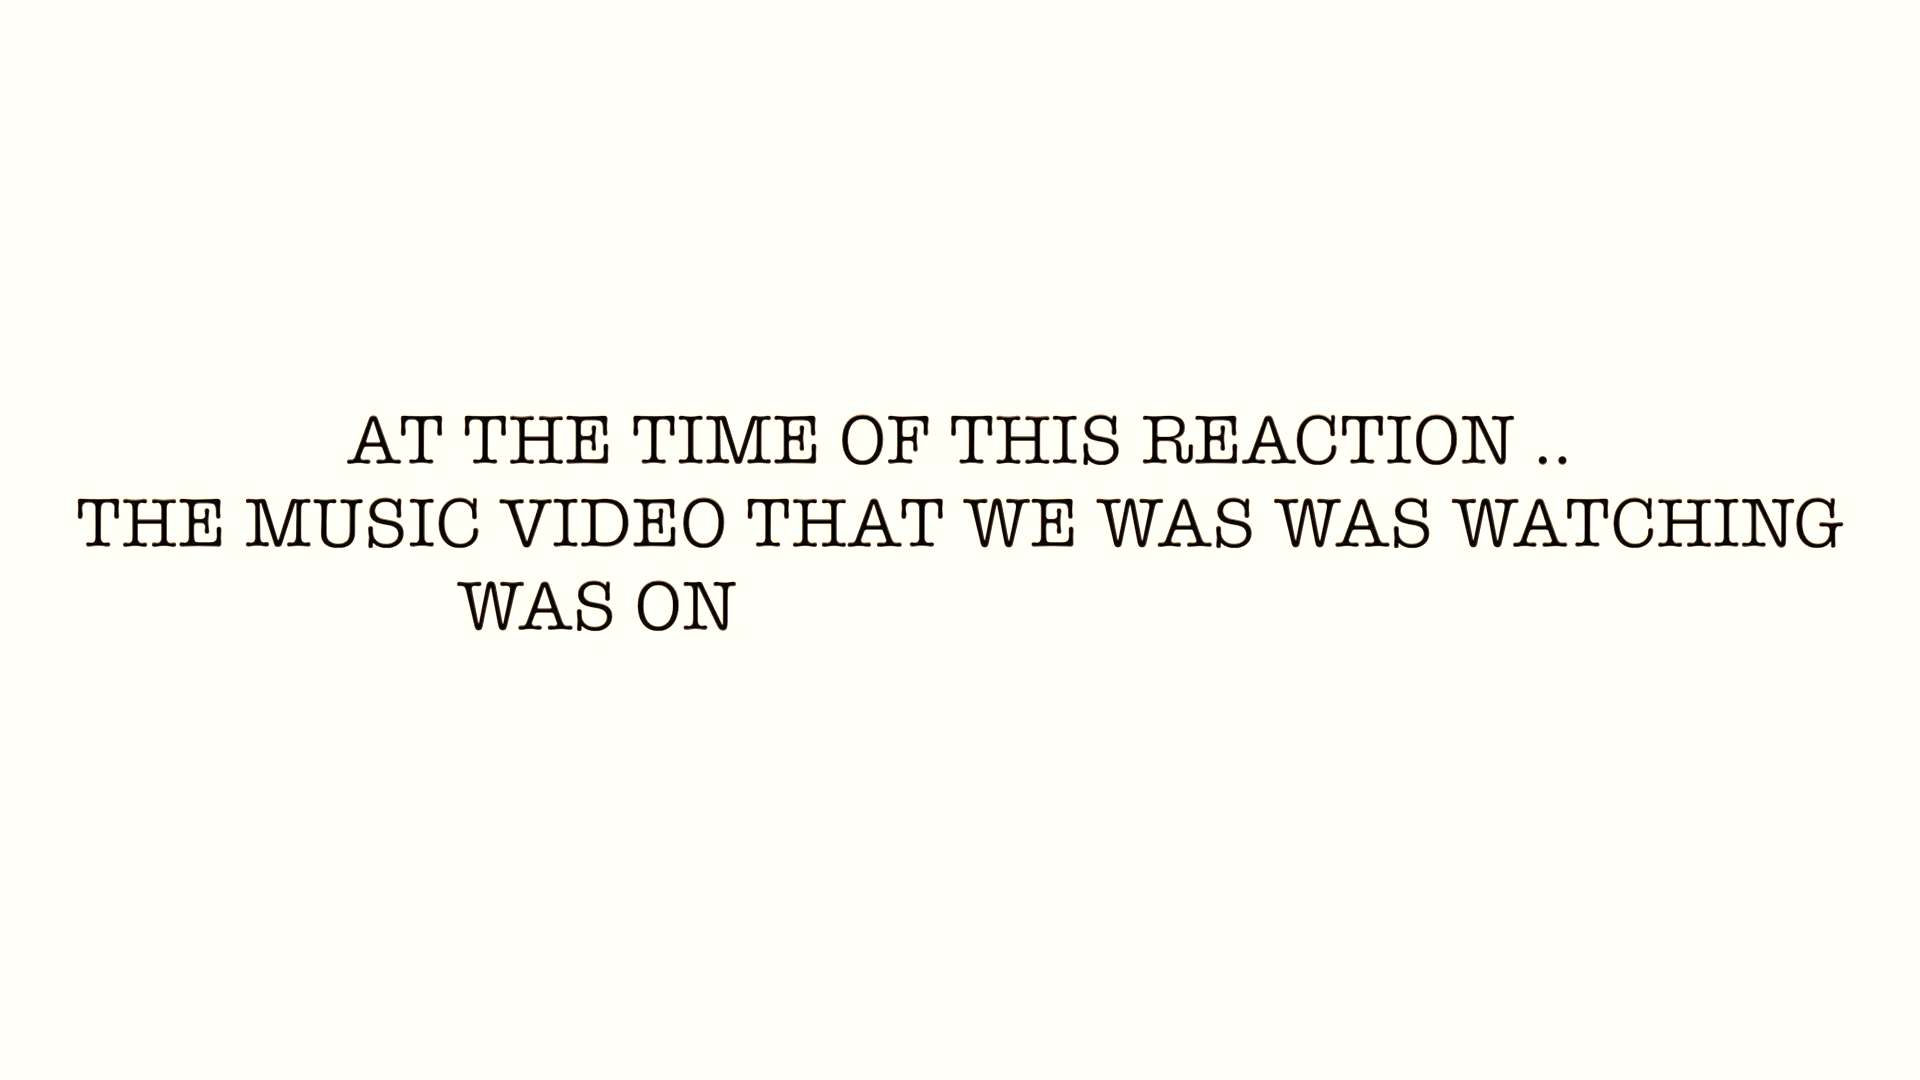 AT THE TIME OF THIS REACTION ..
THE MUSIC VIDEO THAT WE WAS WAS WATCHING
WAS ON